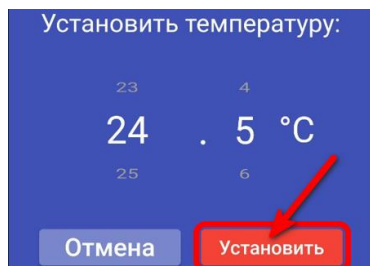 Установить температуру:
23 4
24 . 5 °C
25 6
Отмена Установить